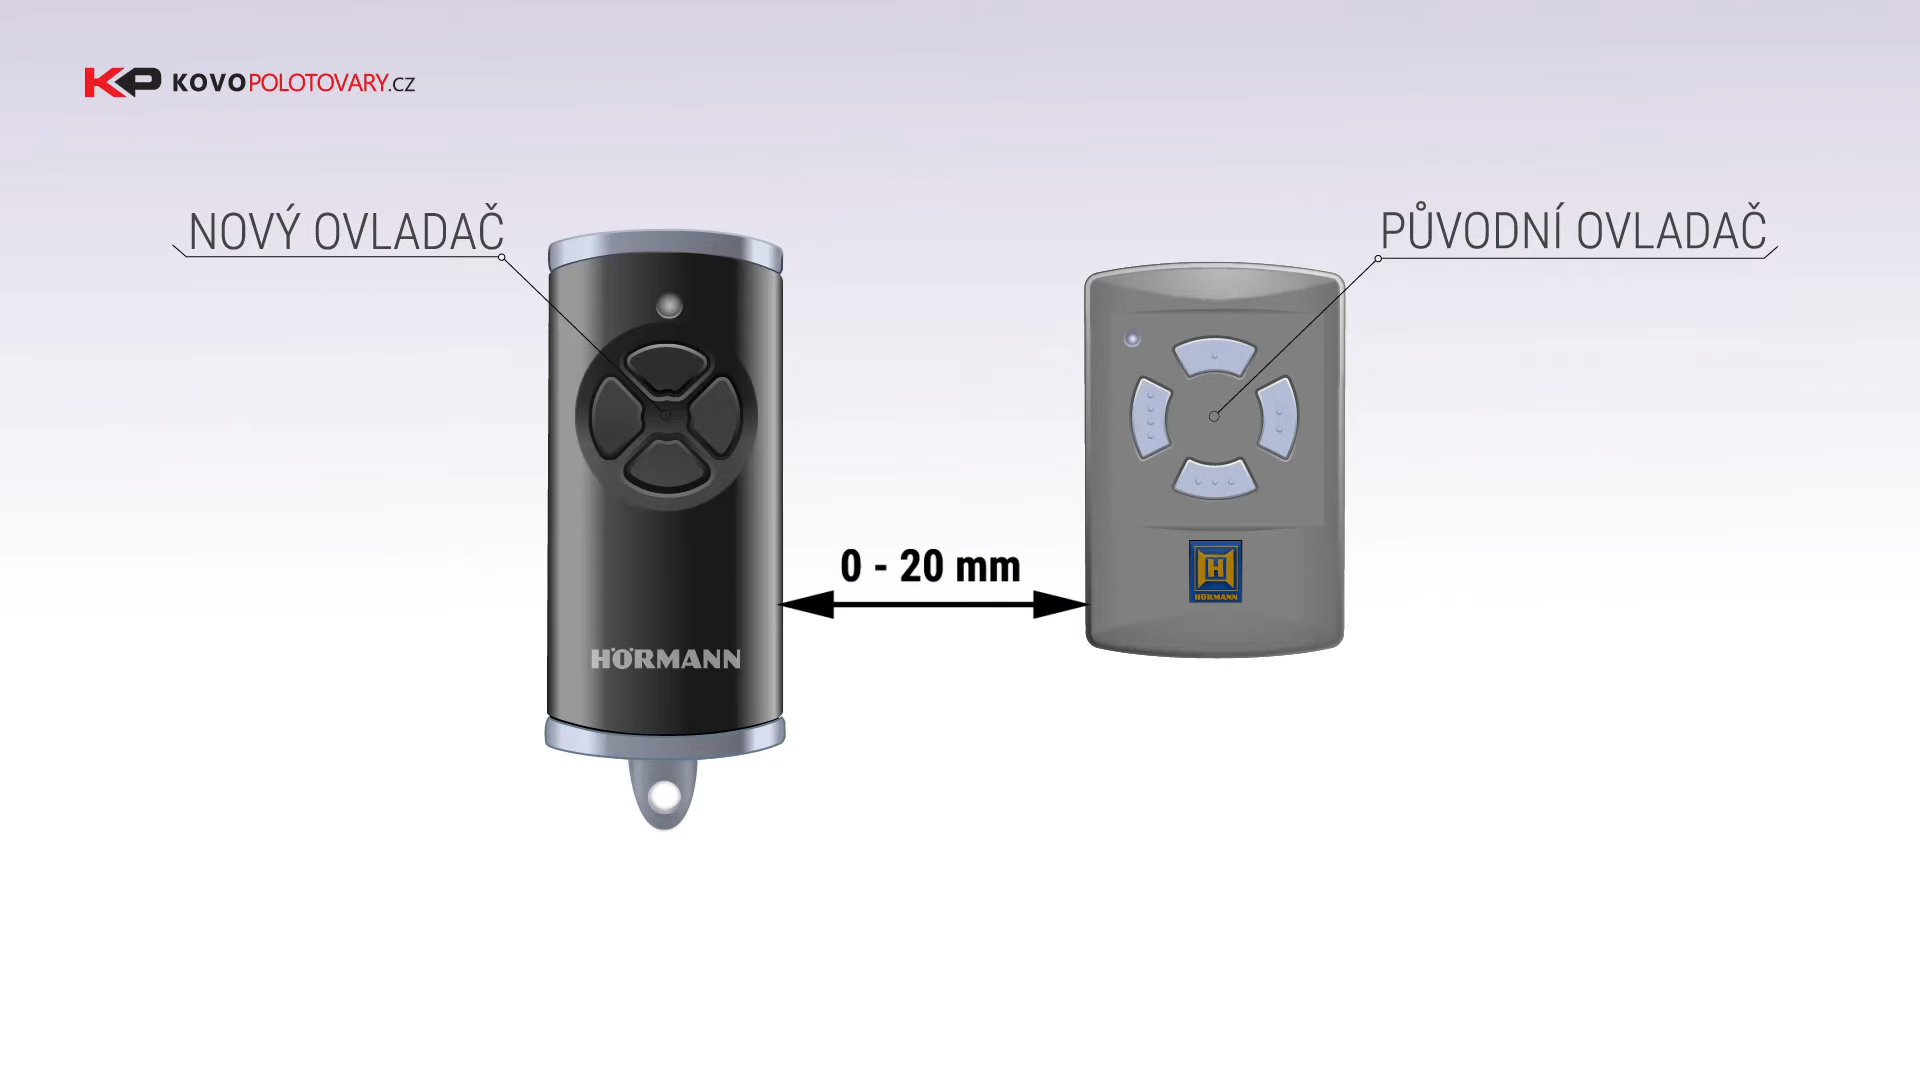 KP KOVOPOLOTOVARY.CZ
NOVÝ OVLADAČ
PŮVODNÍ OVLADAČ
0 - 20 mm
H
HÖRMANN
HÖRMANN